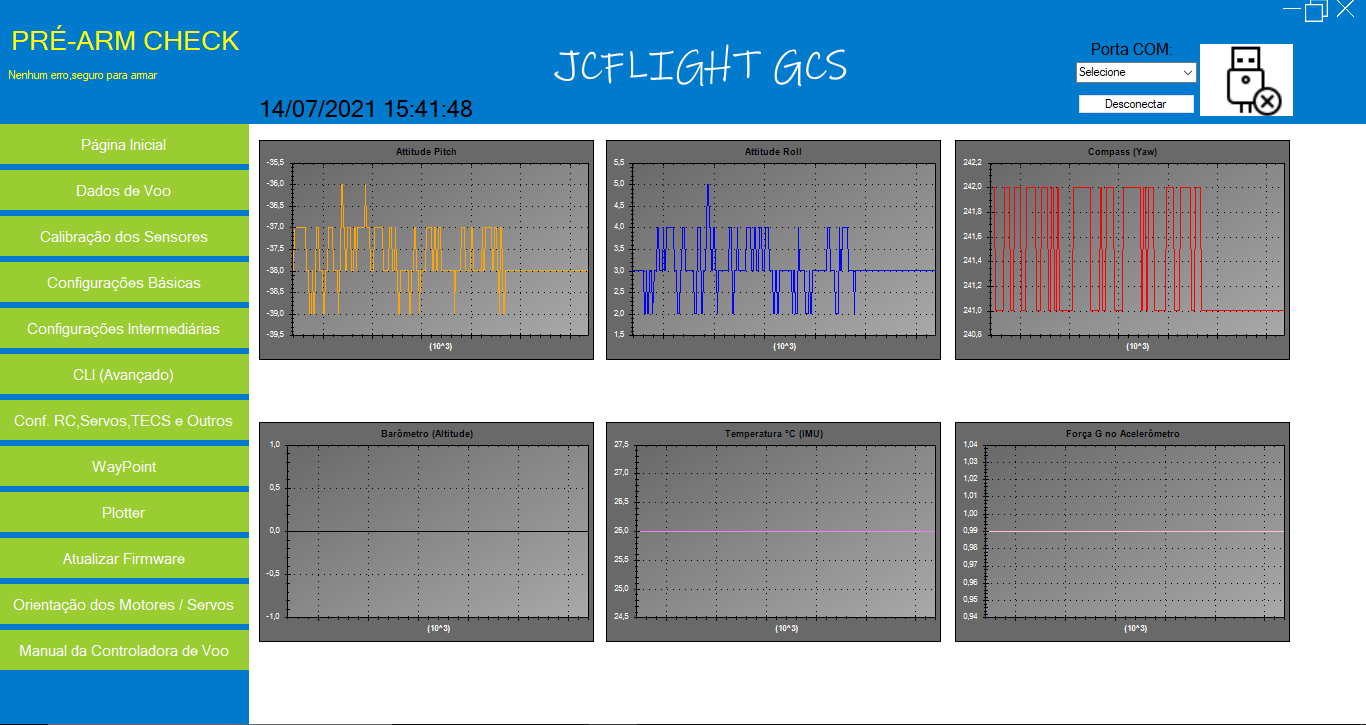 PRÉ-ARM CHECK
Nenhum erro,seguro para armar
JCFLIGHT GCS
14/07/2021 15:41:48
Porta COM:
Selecione
Desconectar
Página Inicial
Dados de Voo
Calibração dos Sensores
Configurações Básicas
Configurações Intermediárias
CLI (Avançado)
Conf. RC,Servos,TECS e Outros
WayPoint
Plotter
Atualizar Firmware
Orientação dos Motores / Servos
Manual da Controladora de Voo
Attitude Pitch
-35,5
-36,0
-36,5
-37,0
-37,5
-38,0
-38,5
-39,0
-39,5
(10^3)
Attitude Roll
5,5
5,0
4,5
4,0
3,5
3,0
2,5
2,0
1,5
(10^3)
Compass (Yaw)
242,2
242,0
241,8
241,6
241,4
241,2
241,0
240,8
(10^3)
Barômetro (Altitude)
1,0
0,5
0,0
-0,5
-1,0
(10^3)
Temperatura °C (IMU)
27,5
27,0
26,5
26,0
25,5
25,0
24,5
(10^3)
Força G no Acelerômetro
1,04
1,03
1,02
1,01
1,00
0,99
0,98
0,97
0,96
0,95
0,94
(10^3)